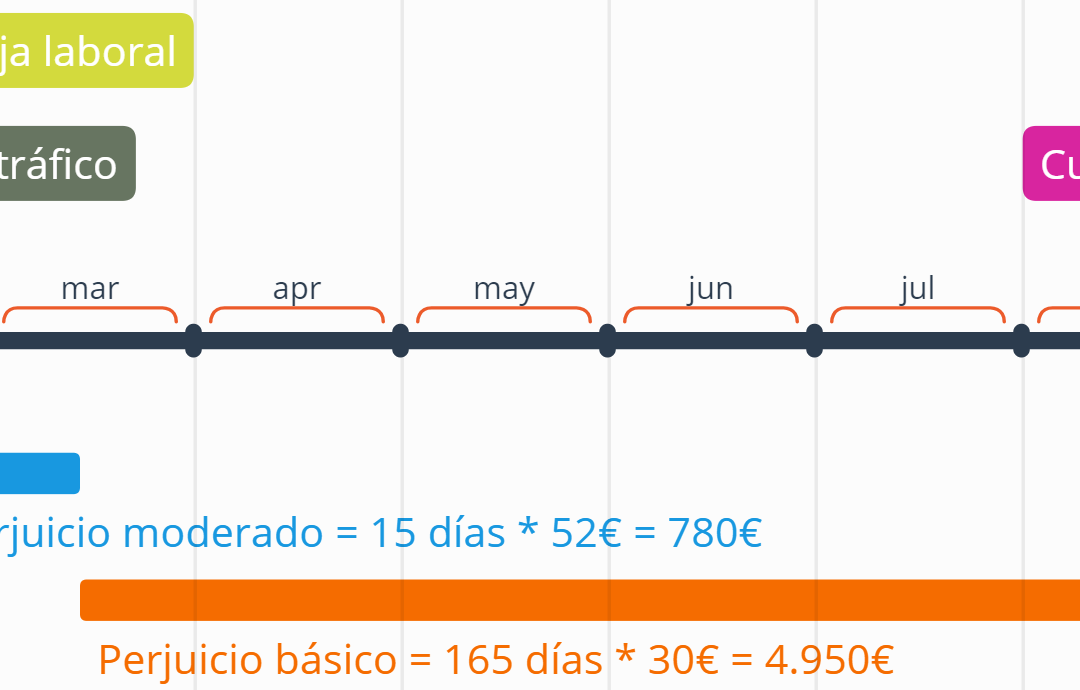 ja laboral
tráfico
Cu
mar apr may jun jul
rjuicio moderado = 15 días * 52€ = 780€
Perjuicio básico = 165 días * 30€ = 4.950€